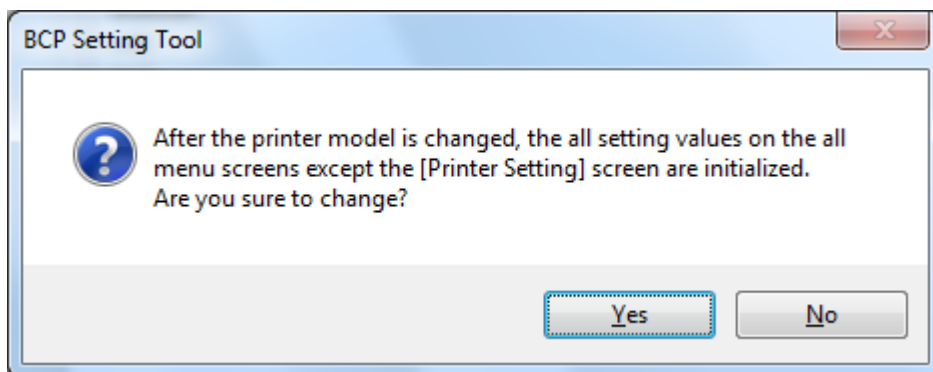 BCP Setting Tool
After the printer model is changed, the all setting values on the all
menu screens except the [Printer Setting] screen are initialized.
Are you sure to change?
Yes
No